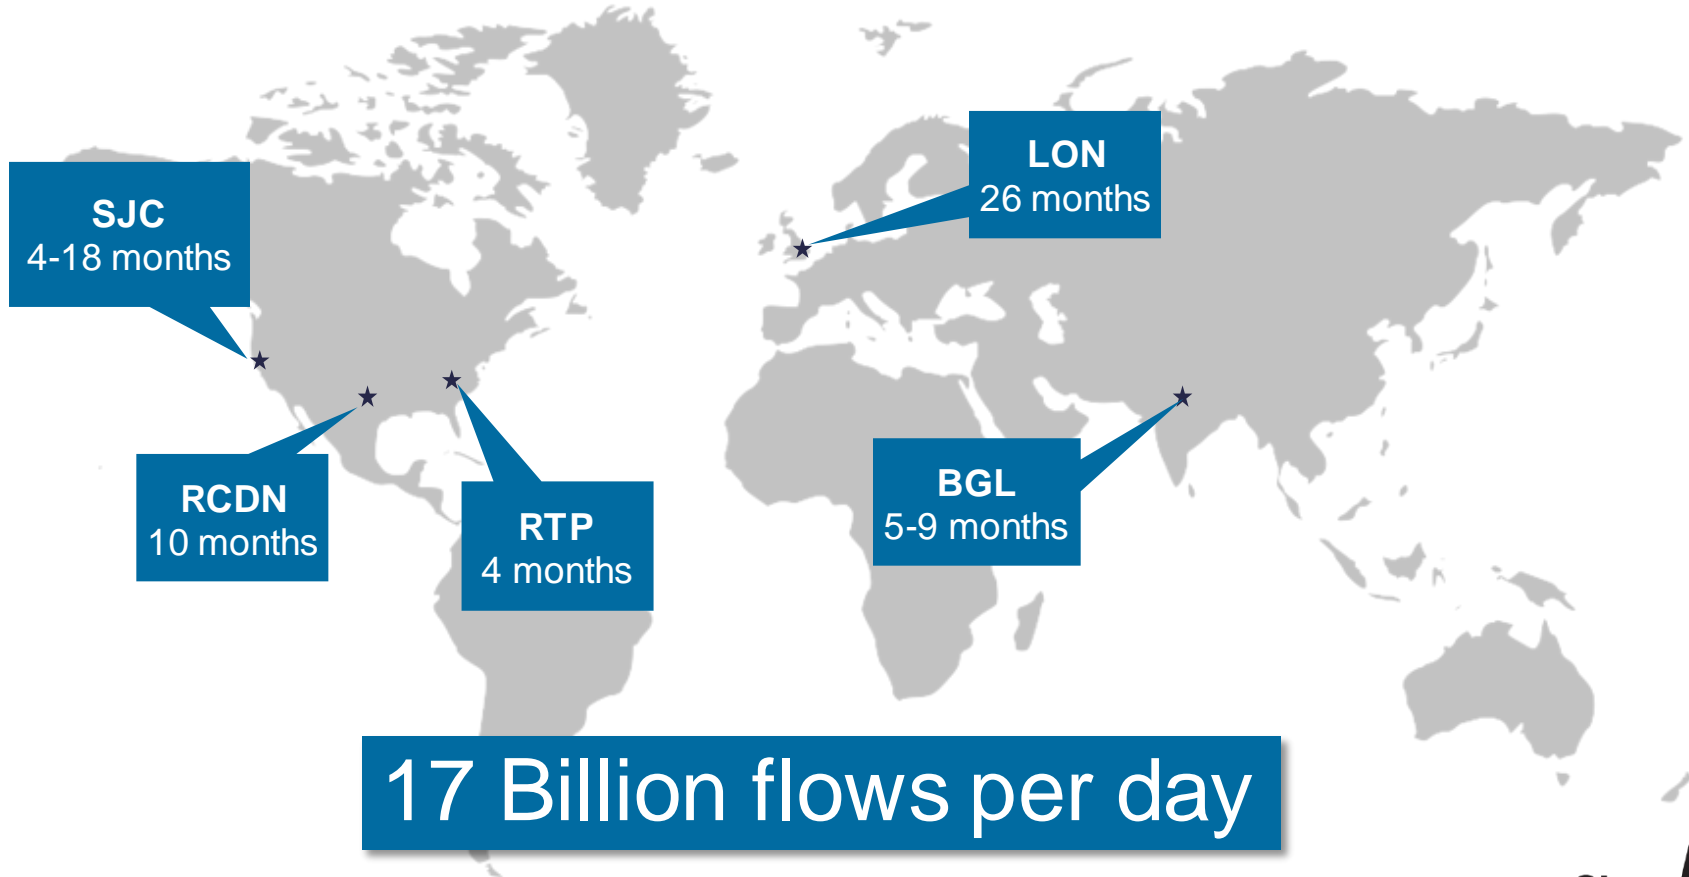 LON
26 months
SJC
4-18 months
RCDN
10 months
RTP
4 months
BGL
5-9 months
17 Billion flows per day